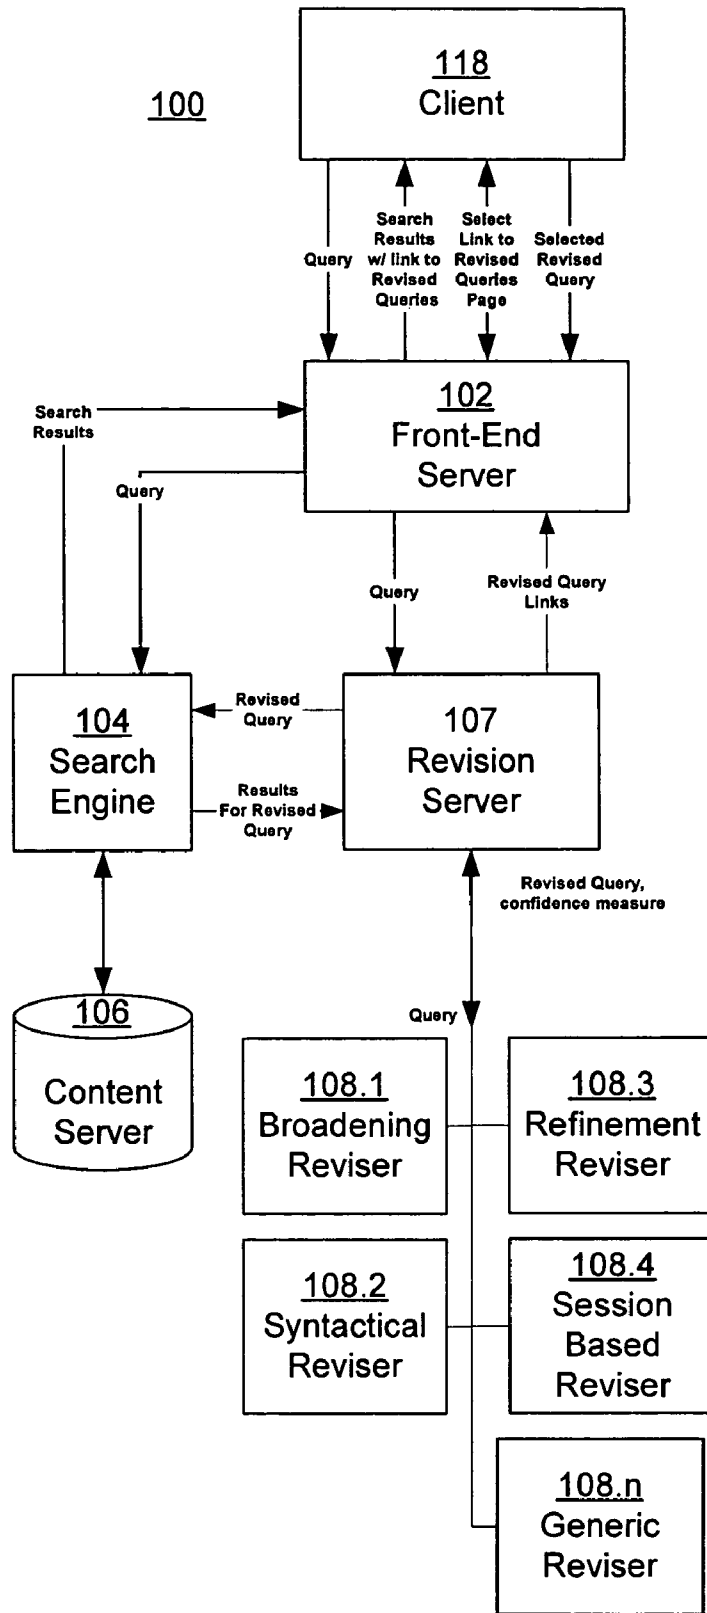 100
118
Client
Query
Search
Results
w/ link to
Revised
Queries
Select
Link to
Revised
Queries
Page
Selected
Revised
Query
102
Front-End
Server
Search
Results
Query
Query
Revised Query
Links
104
Search
Engine
Revised
Query
Results
For Revised
Query
107
Revision
Server
Revised Query,
confidence measure
Query
106
Content
Server
108.1
Broadening
Reviser
108.3
Refinement
Reviser
108.2
Syntactical
Reviser
108.4
Session
Based
Reviser
108.n
Generic
Reviser